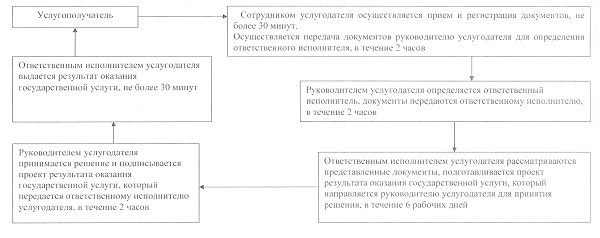 Услугополучатель
Сотрудником услугодателя осуществляется прием и регистрация документов, не
более 30 минут.
Осуществляется передача документов руководителю услугодателя для определения
ответственного исполнителя, в течение 2 часов
Ответственным исполнителем услугодателя
выдается результат оказания
государственной услуги, не более 30 минут
Руководителем услугодателя определяется ответственный
исполнитель, документы передаются ответственному исполнителю,
в течение 2 часов
Руководителем услугодателя
принимается решение и подписывается
проект результата оказания
государственной услуги, который
передается ответственному исполнителю
услугодателя, в течение 2 часов
Ответственным исполнителем услугодателя рассматриваются
представленные документы, подготавливается проект
результата оказания государственной услуги, который
направляется руководителю услугодателя для принятия
решения, в течение 6 рабочих дней